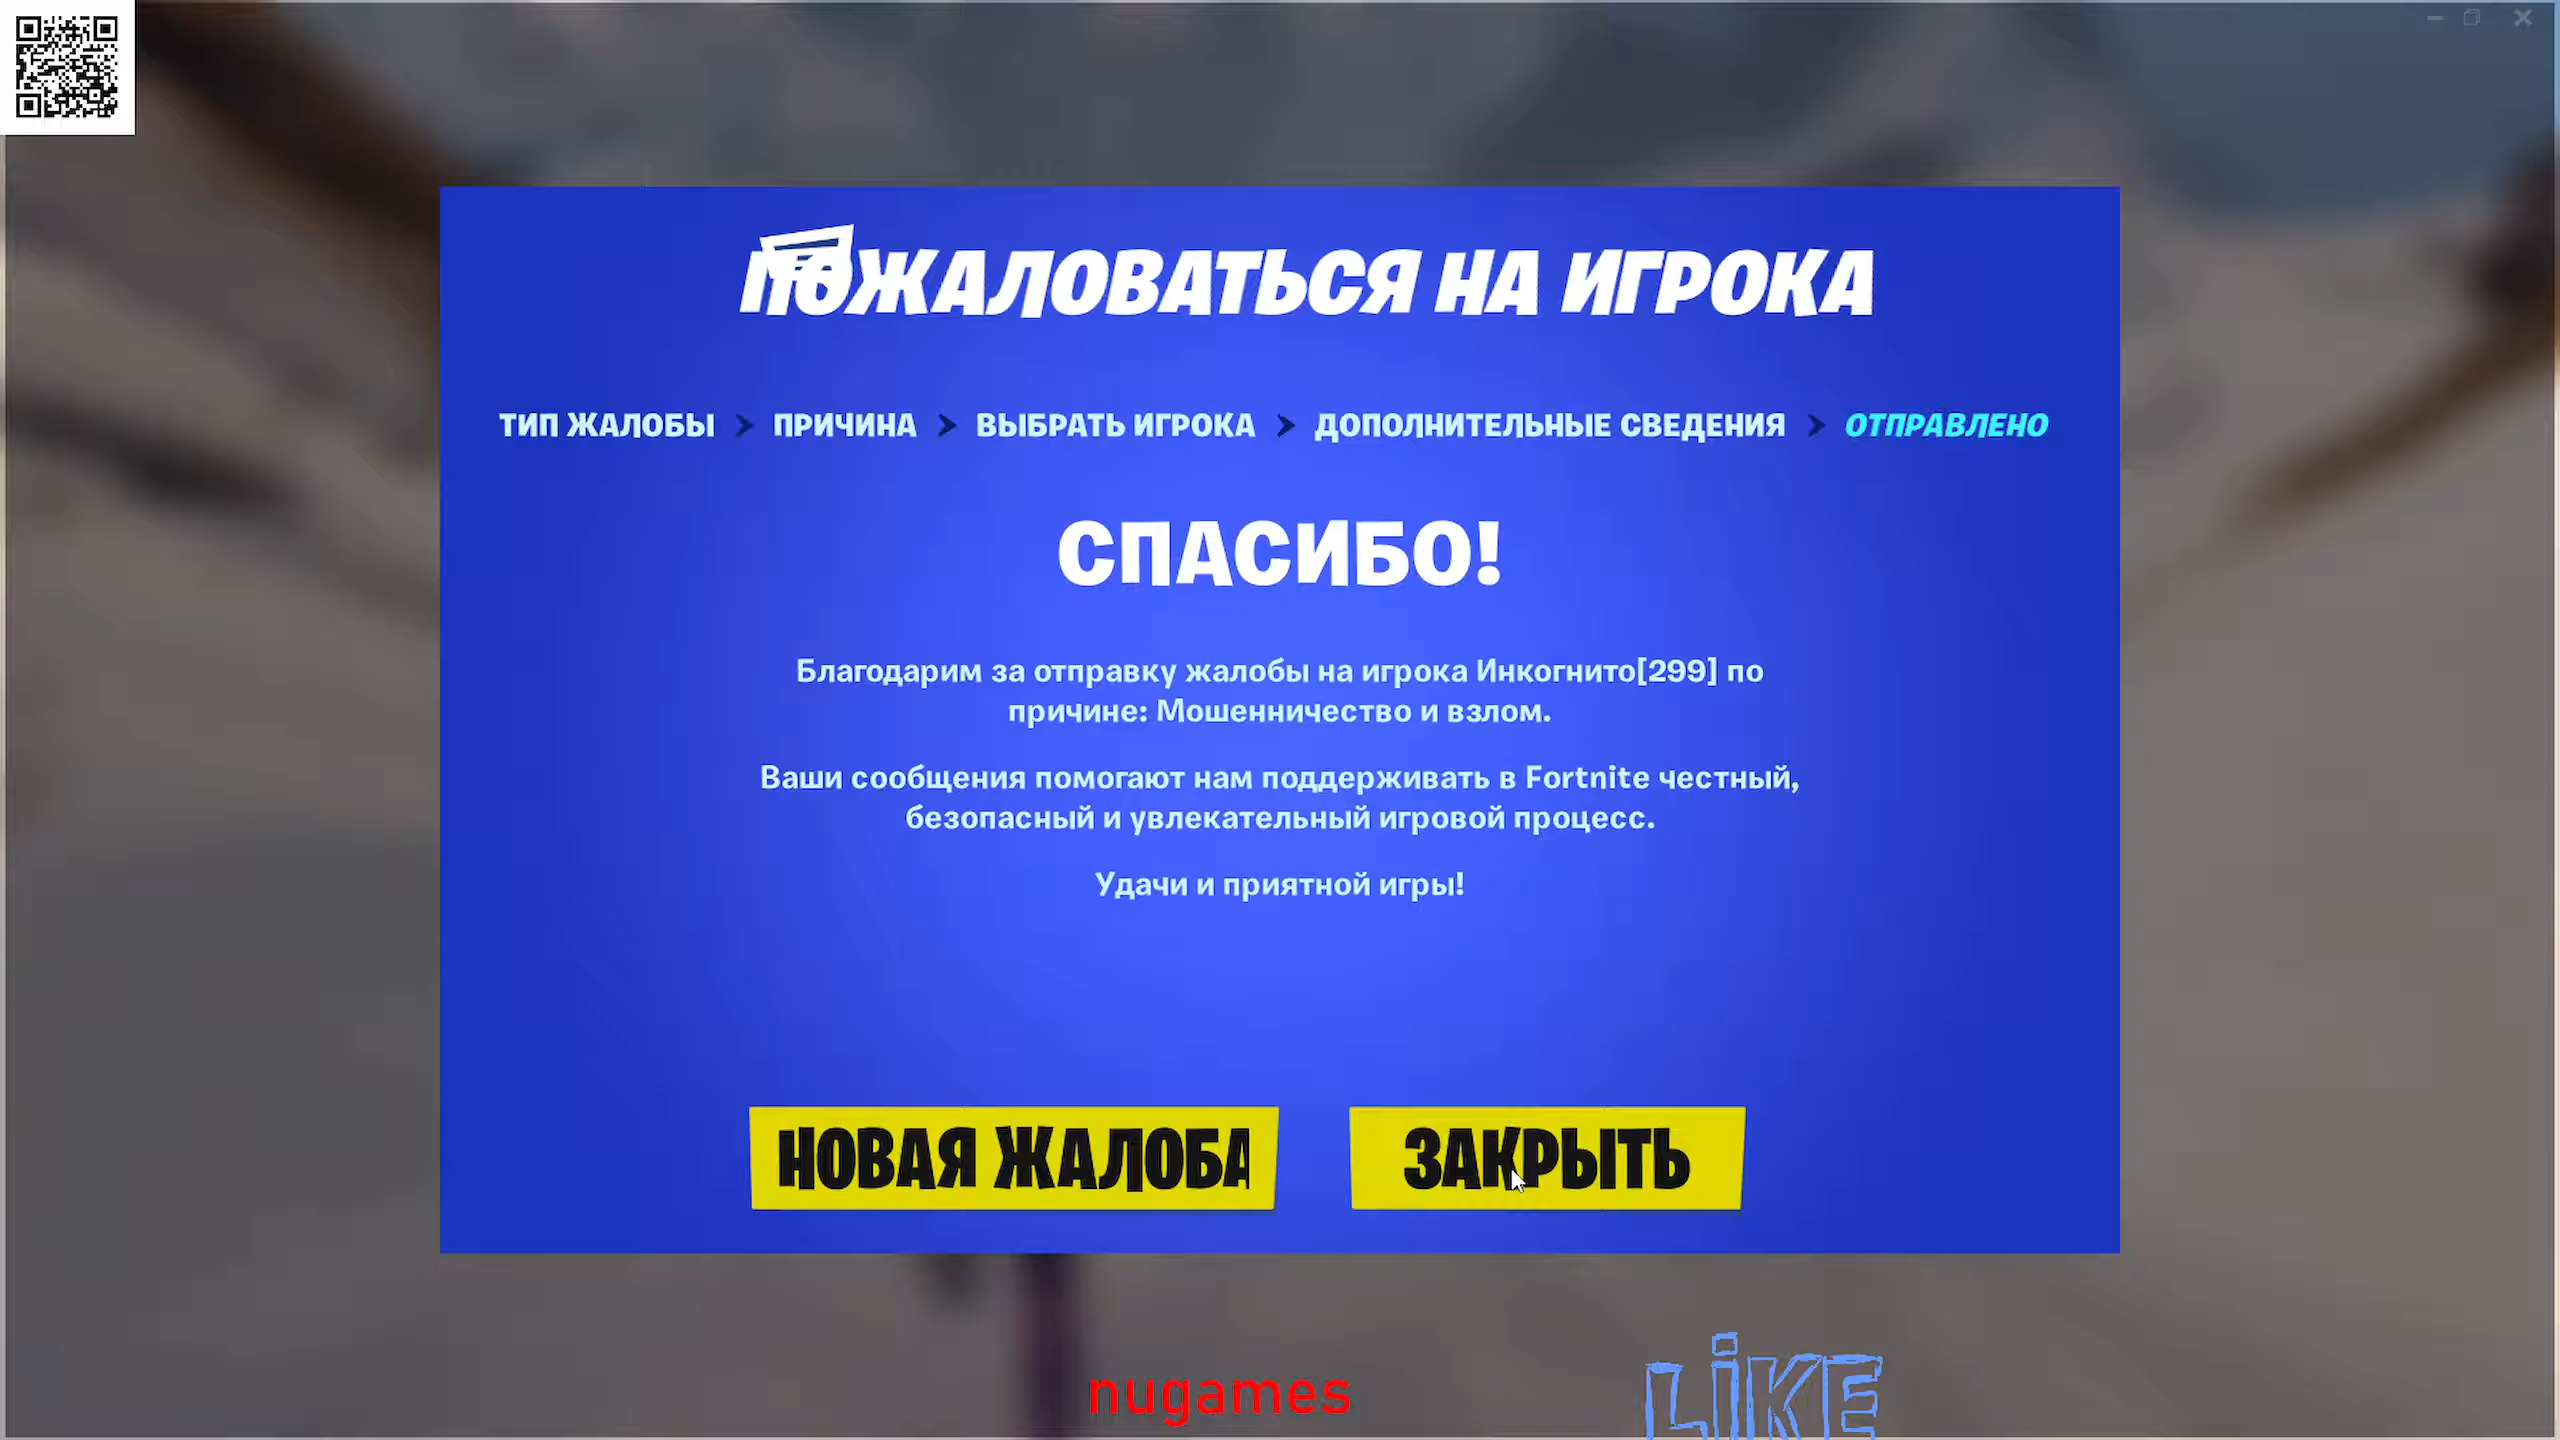 ПОЖАЛОВАТЬСЯ НА ИГРОКА
ТИП ЖАЛОБЫ > ПРИЧИНА > ВЫБРАТЬ ИГРОКА > ДОПОЛНИТЕЛЬНЫЕ СВЕДЕНИЯ > ОТПРАВЛЕНО
СПАСИБО!
Благодарим за отправку жалобы на игрока Инкогнито[299] по
причине: Мошенничество и взлом.
Ваши сообщения помогают нам поддерживать в Fortnite честный,
безопасный и увлекательный игровой процесс.
Удачи и приятной игры!
НОВАЯ ЖАЛОБА
ЗАКРЫТЬ
nugames
LiKE